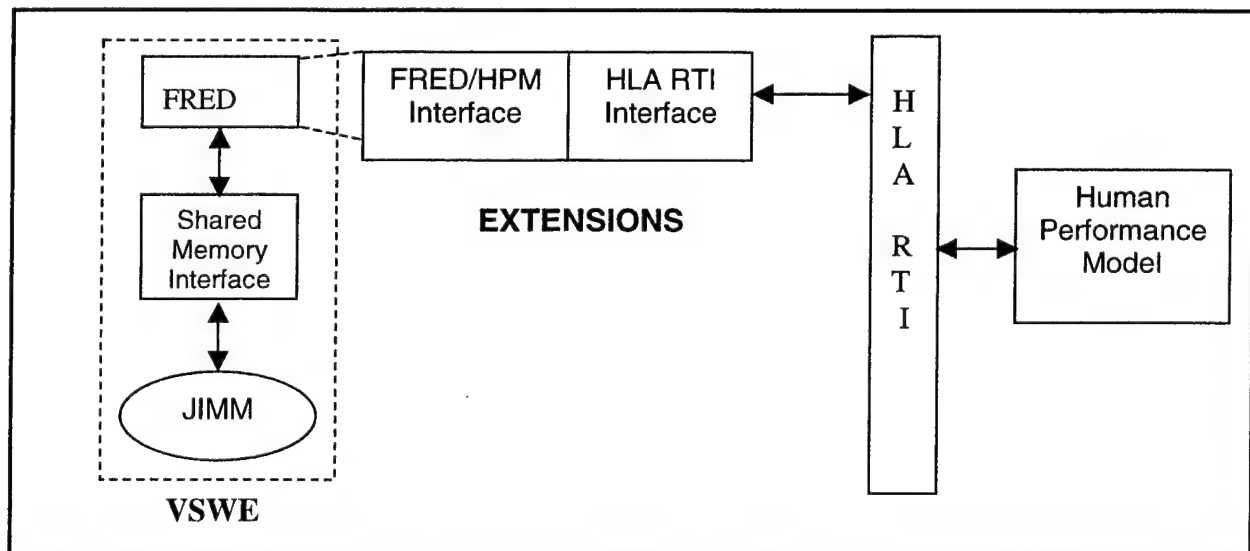 FRED
FRED/HPM
Interface
HLA RTI
Interface
H
L
A
R
T
I
Shared
Memory
Interface
EXTENSIONS
Human
Performance
Model
JIMM
VSWE